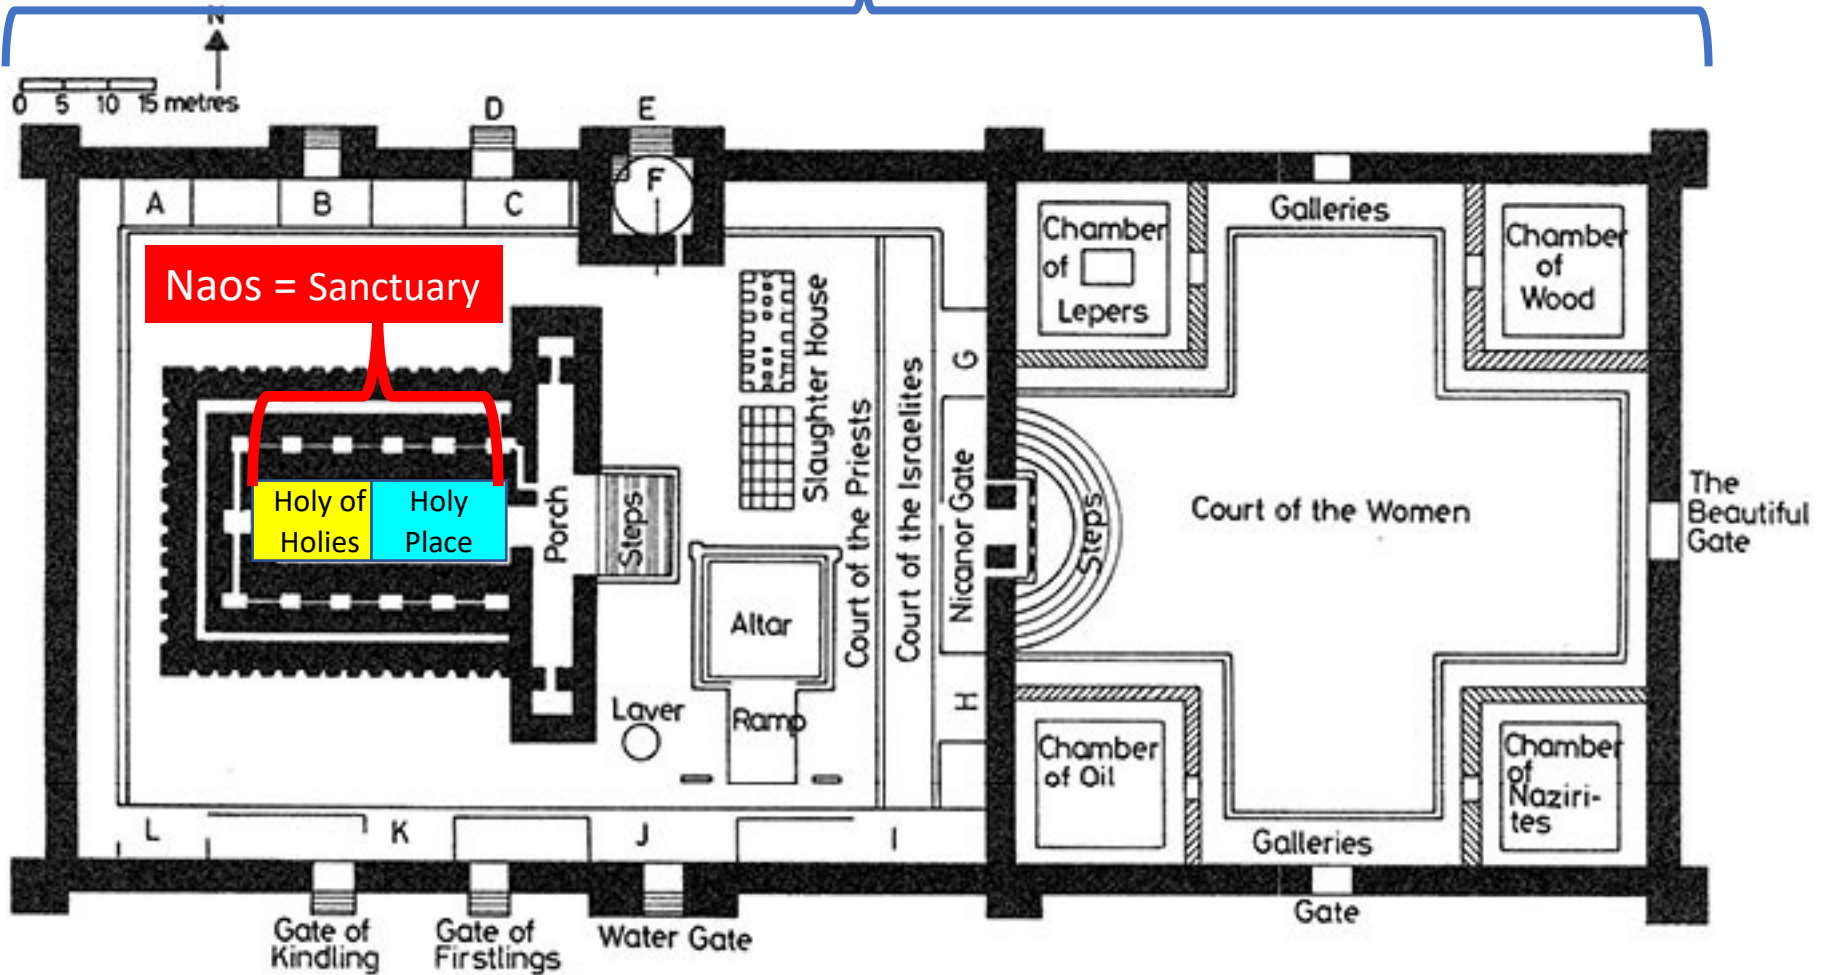 N
0 5 10 15 metres
D
E
A
B
C
F
Naos = Sanctuary
Holy of
Holies
Holy
Place
Porch
Steps
Slaughter House
Court of the Priests
Court of the Israelites
Altar
Ramp
Laver
G
Nicanor Gate
H
Steps
Chamber
of
Lepers
Galleries
Chamber
of
Wood
Court of the Women
The
Beautiful
Gate
Chamber
of Oil
Galleries
Chamber
of
Naziri-
tes
L
K
J
I
Gate of
Kindling
Gate of
Firstlings
Water Gate
Gate